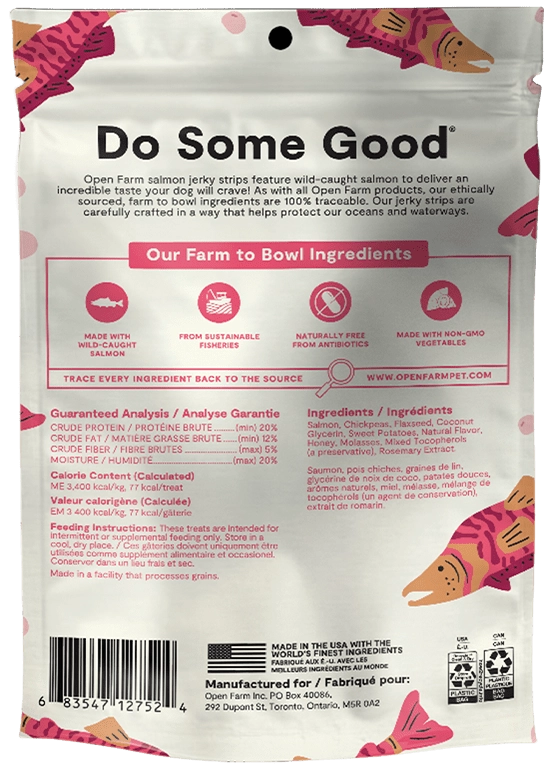 Do Some Good®
Open Farm salmon jerky strips feature wild-caught salmon to deliver an
incredible taste your dog will crave! As with all Open Farm products, our ethically
sourced, farm to bowl ingredients are 100% traceable. Our jerky strips are
carefully crafted in a way that helps protect our oceans and waterways.
Our Farm to Bowl Ingredients
MADE WITH
WILD-CAUGHT
SALMON
FROM SUSTAINABLE
FISHERIES
NATURALLY FREE
FROM ANTIBIOTICS
MADE WITH NON-GMO
VEGETABLES
TRACE EVERY INGREDIENT BACK TO THE SOURCE
WWW.OPENFARMPET.COM
Guaranteed Analysis / Analyse Garantie
CRUDE PROTEIN / PROTÉINE BRUTE ..........(min) 20%
CRUDE FAT / MATIÈRE GRASSE BRUTE .......(min) 12%
CRUDE FIBER / FIBRE BRUTES ..................(max) 5%
MOISTURE / HUMIDITÉ ..........................(max) 20%
Calorie Content (Calculated)
ME 3,400 kcal/kg, 77 kcal/treat
Valeur calorigène (Calculée)
EM 3 400 kcal/kg, 77 kcal/gâterie
Feeding Instructions: These treats are intended for
intermittent or supplemental feeding only. Store in a
cool, dry place. / Ces gâteries doivent uniquement être
utilisées comme supplément alimentaire et occasionel.
Conserver dans un lieu frais et sec.
Made in a facility that processes grains.
Ingredients / Ingrédients
Salmon, Chickpeas, Flaxseed, Coconut
Glycerin, Sweet Potatoes, Natural Flavor,
Honey, Molasses, Mixed Tocopherols
(a preservative), Rosemary Extract.
Saumon, pois chiches, graines de lin,
glycérine de noix de coco, patates douces,
arômes naturels, miel, mélasse, mélange de
tocophérols (un agent de conservation),
extrait de romarin.
6 83547 12752 4
MADE IN THE USA WITH THE
WORLD'S FINEST INGREDIENTS
FABRIQUÉ AUX É.-U. AVEC LES
MEILLEURS INGRÉDIENTS AU MONDE
Manufactured for / Fabriqué pour:
Open Farm Inc. PO Box 40086,
292 Dupont St, Toronto, Ontario, M5R 0A2
USA
É.-U.
PLASTIC
BAG
CAN
CAN
PLASTIC
PLASTIQUE
BAG
SAC